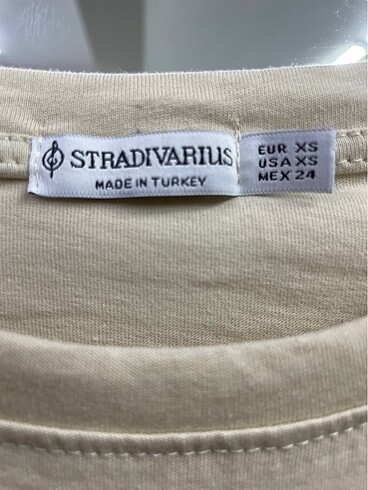 STRADIVARIUS
MADE IN TURKEY
EUR XS
USA XS
MEX 24